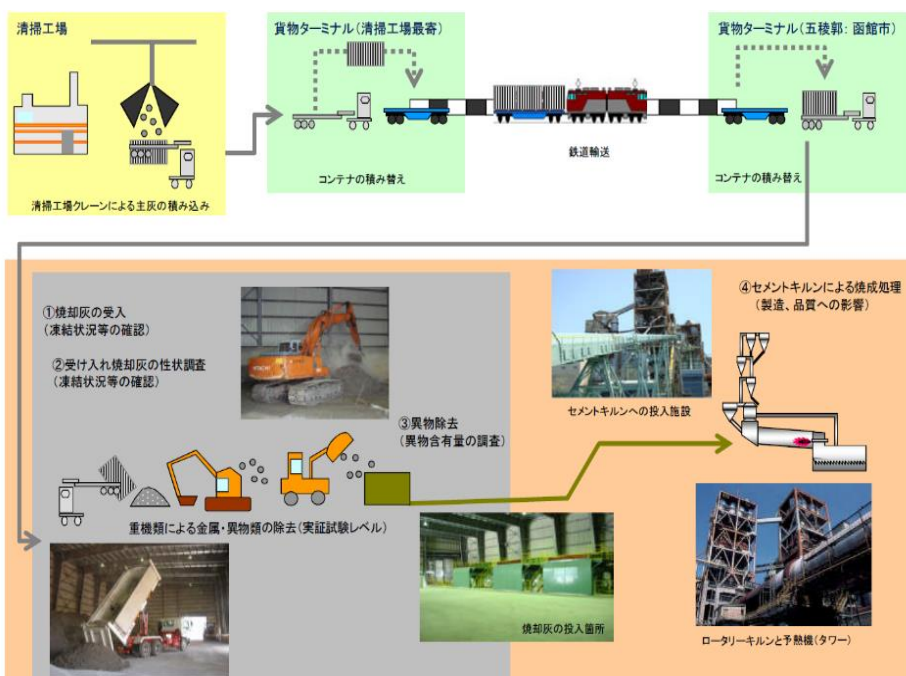 清掃工場
清掃工場クレーンによる主灰の積み込み
貨物ターミナル（清掃工場最寄）
コンテナの積み替え
鉄道輸送
貨物ターミナル（五稜郭：函館市）
コンテナの積み替え
①焼却灰の受入
（凍結状況等の確認）
②受け入れ焼却灰の性状調査
（凍結状況等の確認）
③異物除去
（異物含有量の調査）
重機類による金属・異物類の除去（実証試験レベル）
焼却灰の投入箇所
セメントキルンへの投入施設
④セメントキルンによる焼成処理
（製造、品質への影響）
ロータリーキルンと予熱機（タワー）